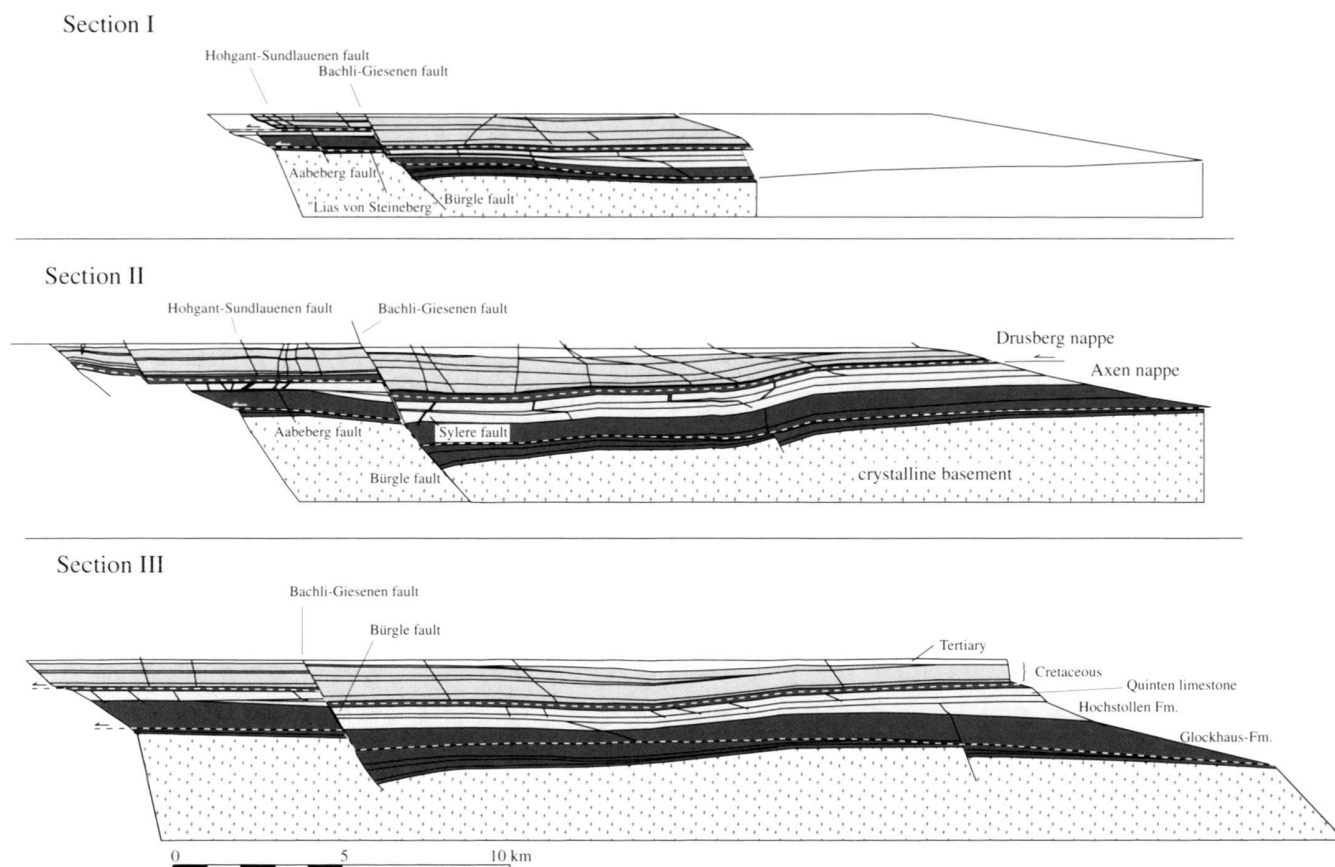 Section I
Hohgant-Sundlauenen fault
Bachli-Giesenen fault
Aabeberg fault
"Lias von Steineberg"
Bürgle fault
Section II
Hohgant-Sundlauenen fault
Bachli-Giesenen fault
Drusberg nappe
Axen nappe
Aabeberg fault
Sylere fault
Bürgle fault
crystalline basement
Section III
Bachli-Giesenen fault
Bürgle fault
Tertiary
Cretaceous
Quinten limestone
Hochstollen Fm.
Glockhaus-Fm.
0 5 10 km